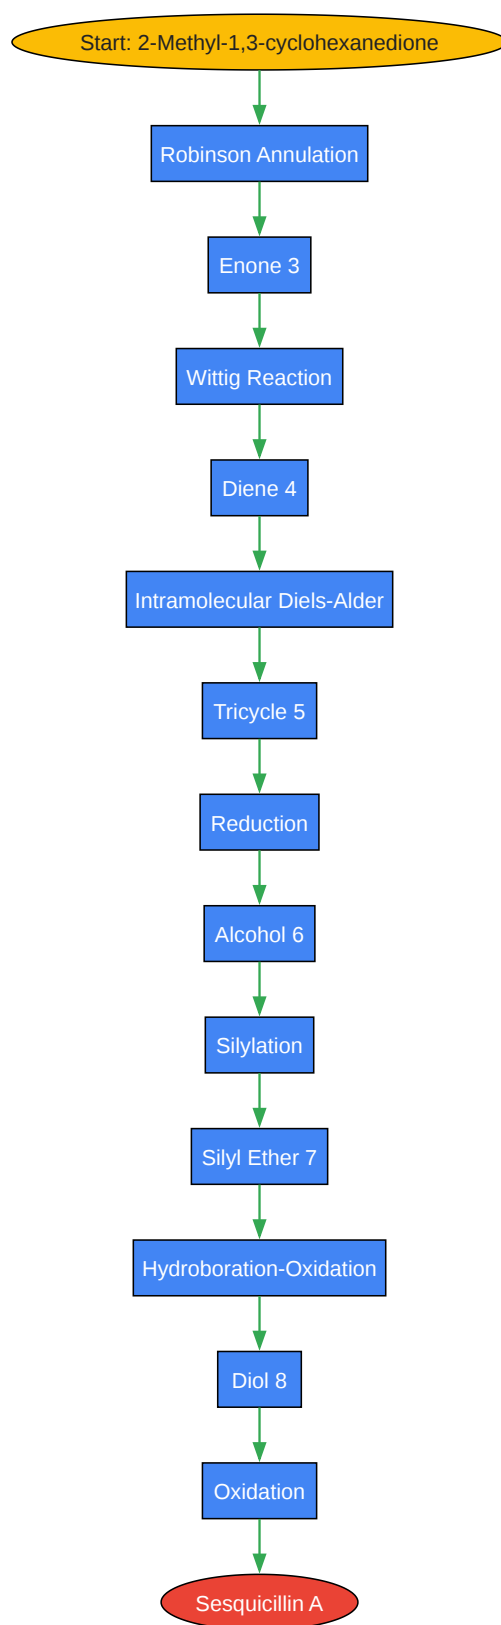 Start: 2-Methyl-1,3-cyclohexanedione
Robinson Annulation
Enone 3
Wittig Reaction
Diene 4
Intramolecular Diels-Alder
Tricycle 5
Reduction
Alcohol 6
Silylation
Silyl Ether 7
Hydroboration-Oxidation
Diol 8
Oxidation
Sesquicillin A